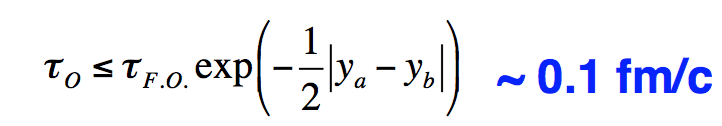 τ_O ≤ τ_{F.O.} exp(-1/2 |y_a − y_b|) ~ 0.1 fm/c